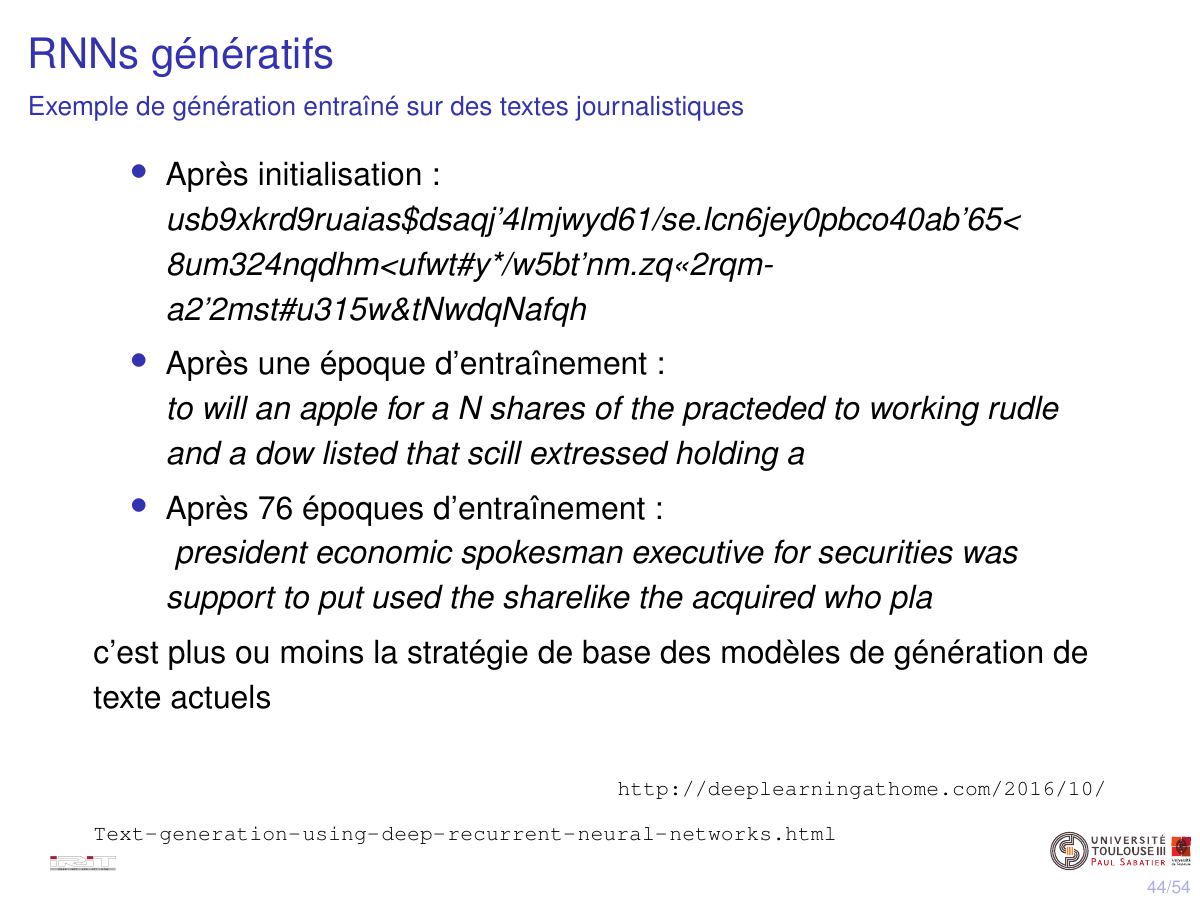 RNNs génératifs
Exemple de génération entraîné sur des textes journalistiques
• Après initialisation :
usb9xkrd9ruaias$dsaqj'4lmjwyd61/se.lcn6jey0pbco40ab'65<
8um324nqdhm<ufwt#y*/w5bt'nm.zq«2rqm-
a2'2mst#u315w&tNwdqNafqh
• Après une époque d'entraînement :
to will an apple for a N shares of the practeded to working rudle
and a dow listed that scill extressed holding a
• Après 76 époques d'entraînement :
president economic spokesman executive for securities was
support to put used the sharelike the acquired who pla
c'est plus ou moins la stratégie de base des modèles de génération de
texte actuels
http://deeplearningathome.com/2016/10/
Text-generation-using-deep-recurrent-neural-networks.html
IRIT
UNIVERSITÉ
TOULOUSE III
PAUL SABATIER
44/54